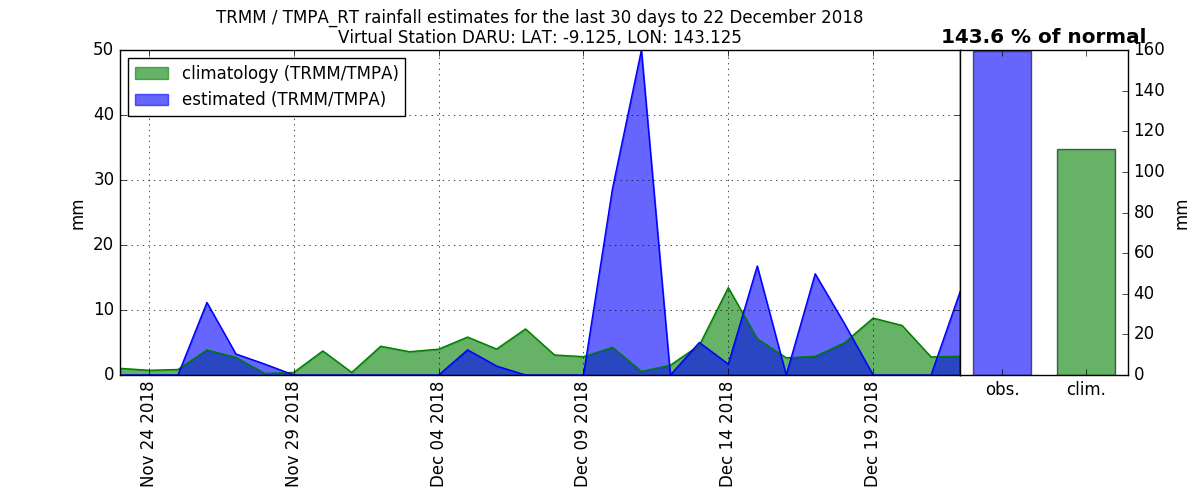 TRMM / TMPA_RT rainfall estimates for the last 30 days to 22 December 2018
Virtual Station DARU: LAT: -9.125, LON: 143.125
143.6 % of normal
climatology (TRMM/TMPA)
estimated (TRMM/TMPA)
50
40
30
20
10
0
mm
Nov 24 2018
Nov 29 2018
Dec 04 2018
Dec 09 2018
Dec 14 2018
Dec 19 2018
obs.
clim.
160
140
120
100
80
60
40
20
0
mm